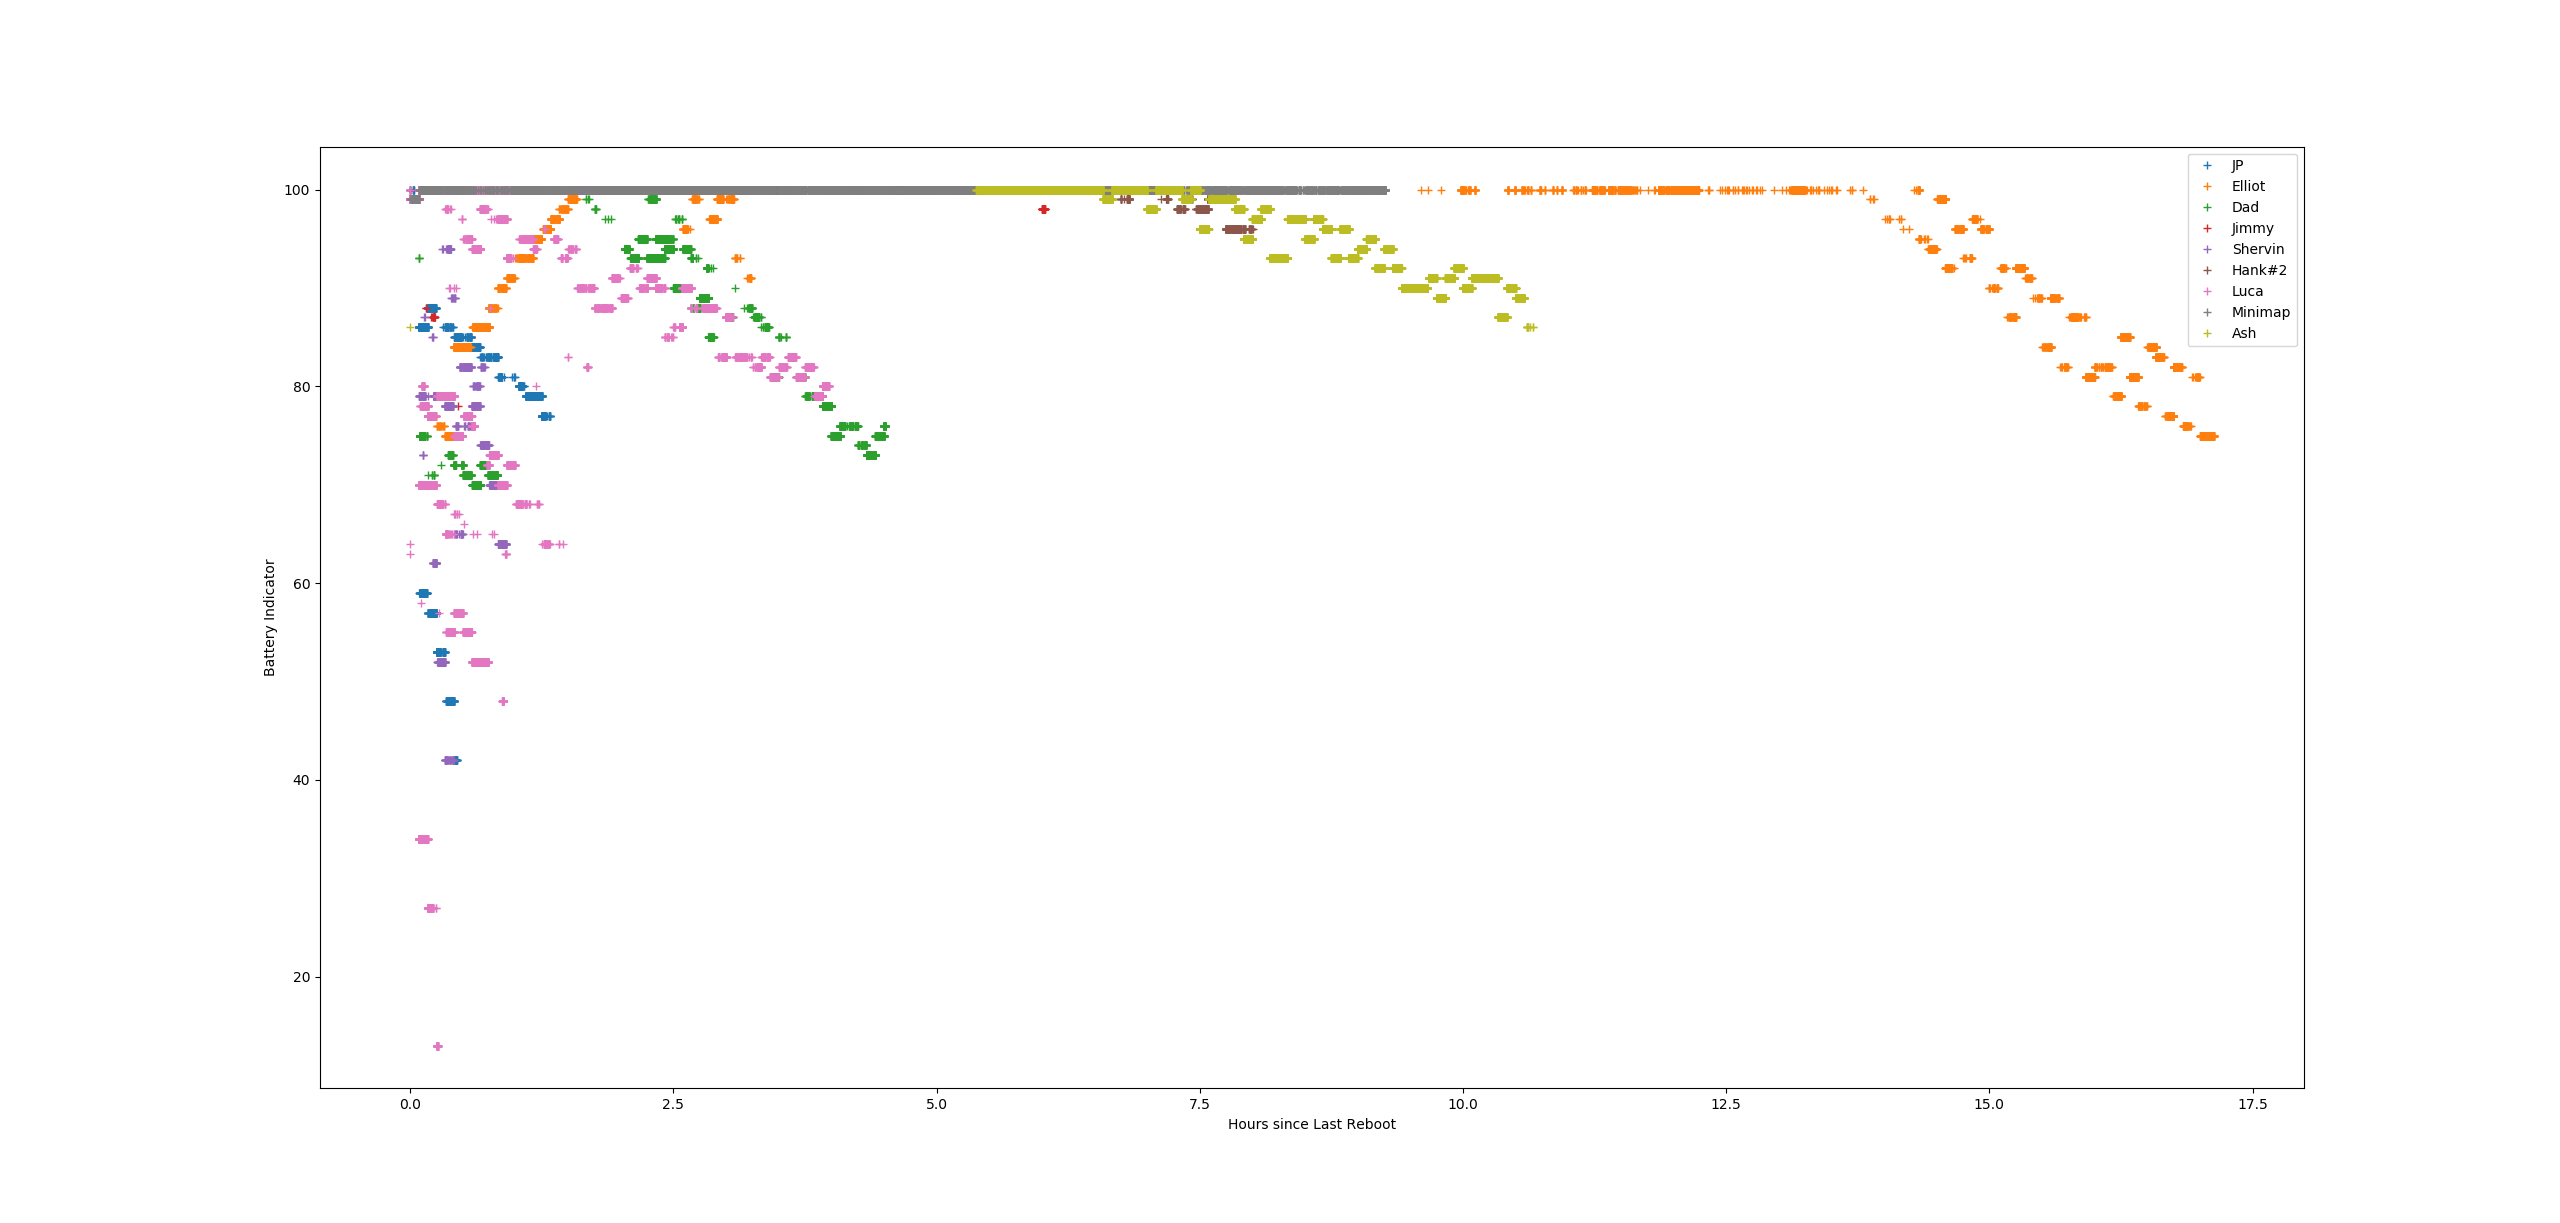 100
80
60
40
20
Battery Indicator
0.0 2.5 5.0 7.5 10.0 12.5 15.0 17.5
Hours since Last Reboot
JP
Elliot
Dad
Jimmy
Shervin
Hank#2
Luca
Minimap
Ash